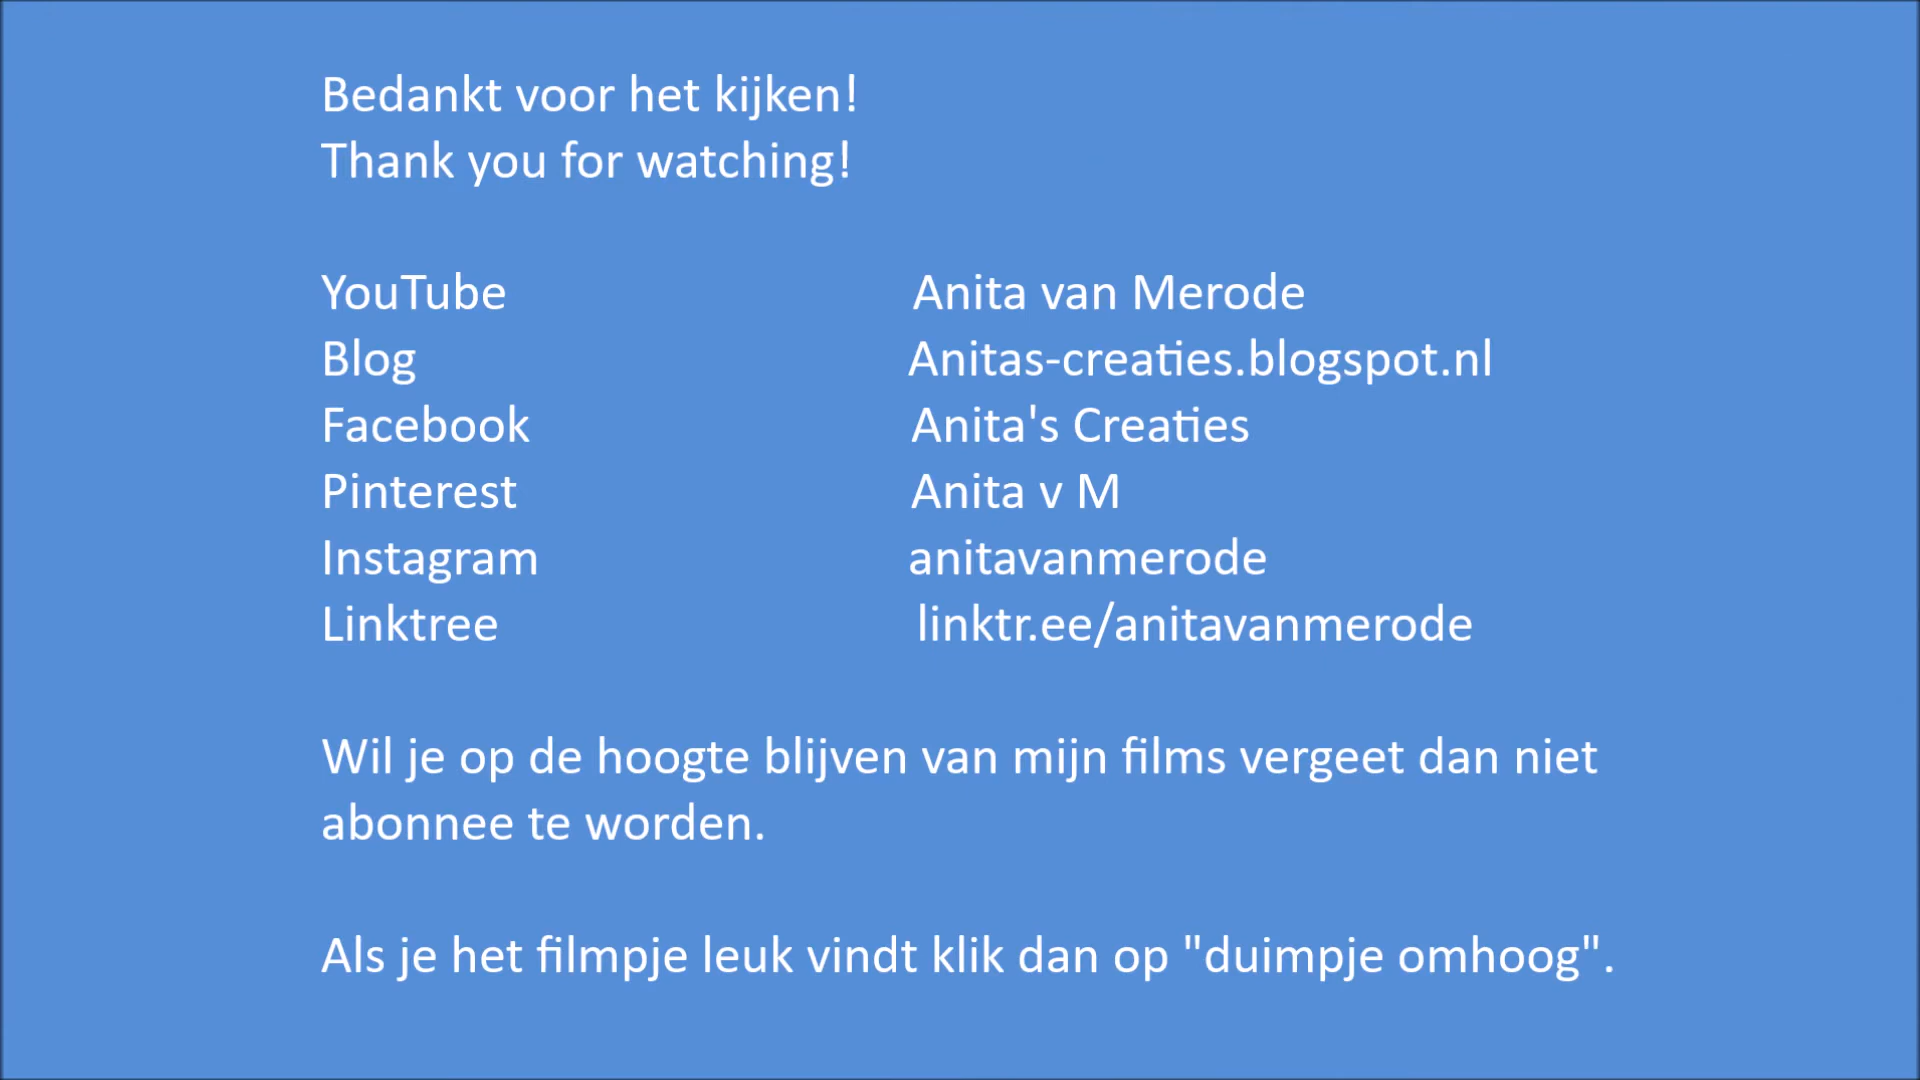 Bedankt voor het kijken!
Thank you for watching!
YouTube Anita van Merode
Blog Anitas-creaties.blogspot.nl
Facebook Anita's Creaties
Pinterest Anita v M
Instagram anitavanmerode
Linktree linktr.ee/anitavanmerode
Wil je op de hoogte blijven van mijn films vergeet dan niet
abonnee te worden.
Als je het filmpje leuk vindt klik dan op "duimpje omhoog".